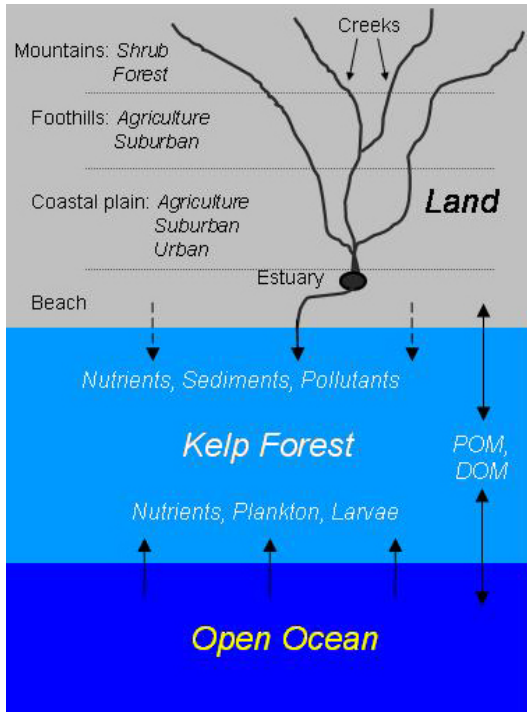 Creeks
Mountains: Shrub
Forest
Foothills: Agriculture
Suburban
Land
Coastal plain: Agriculture
Suburban
Urban
Estuary
Beach
Nutrients, Sediments, Pollutants
Kelp Forest
POM,
DOM
Nutrients, Plankton, Larvae
Open Ocean